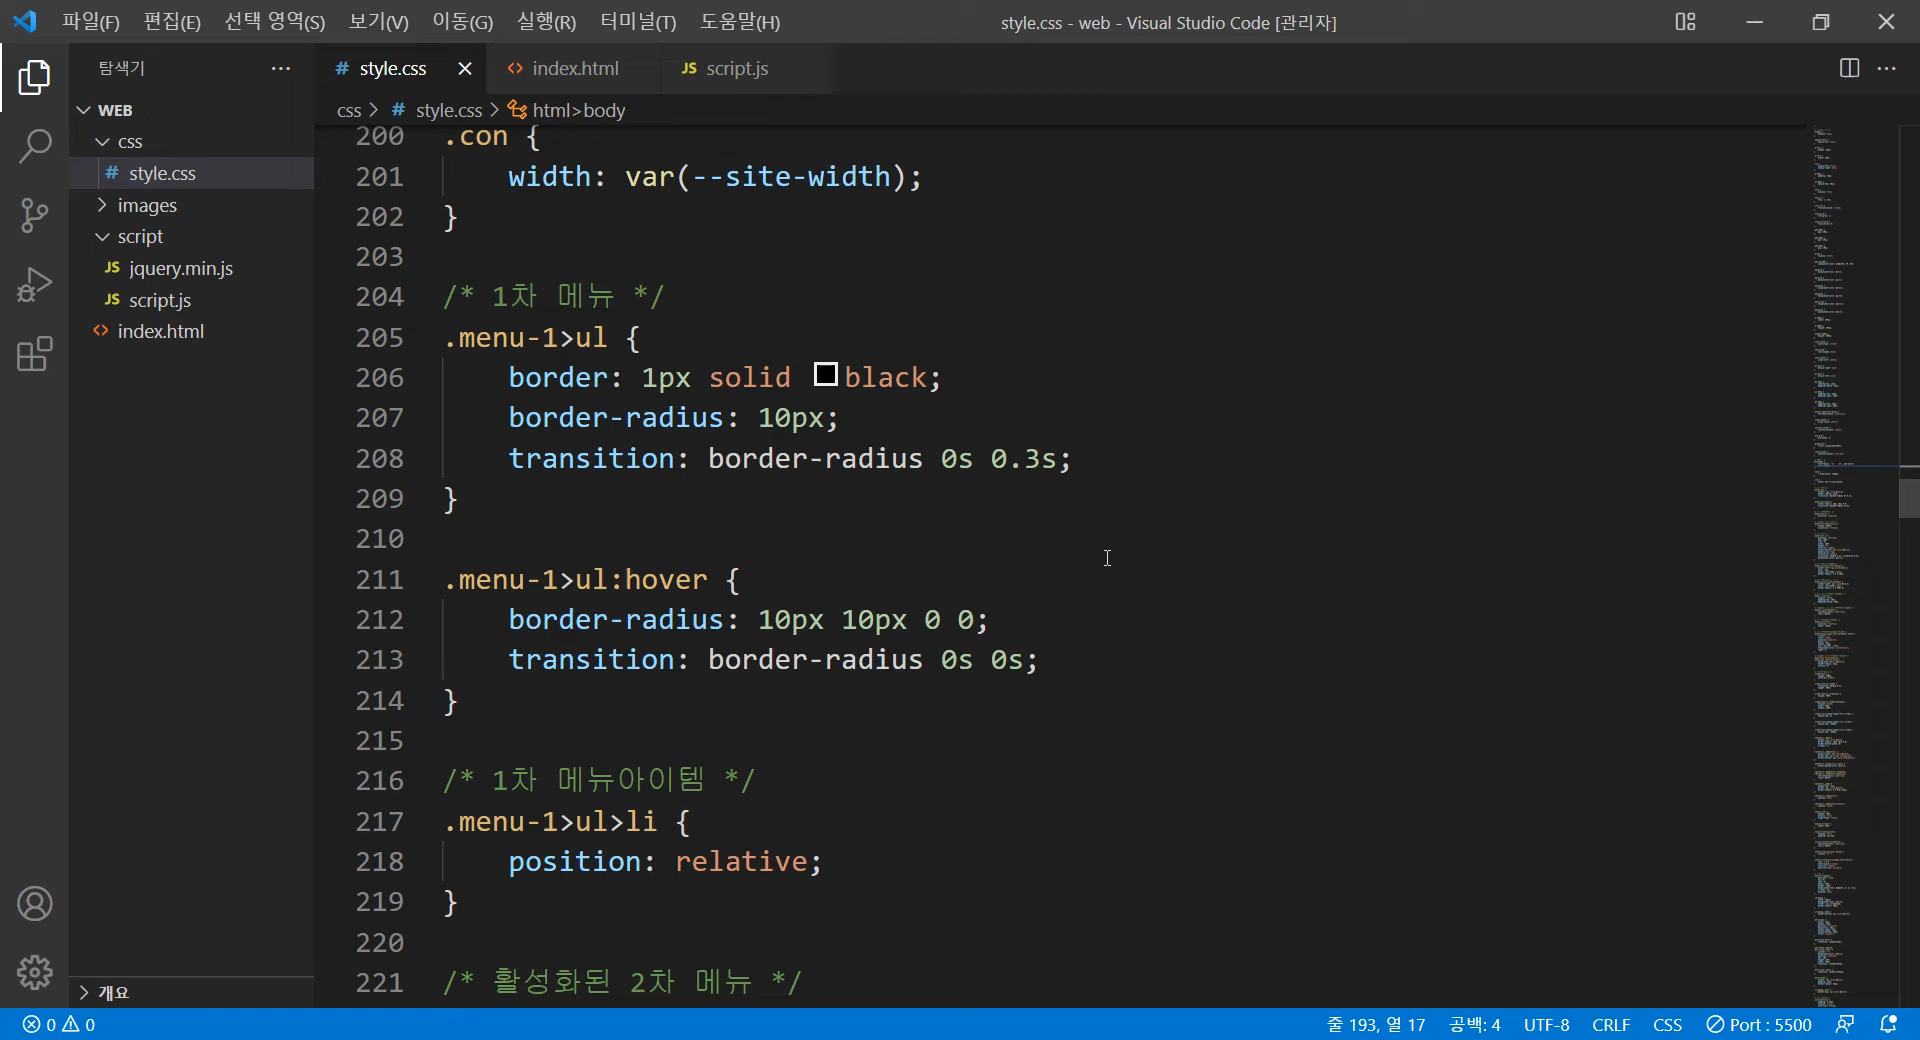 파일(F) 편집(E) 선택 영역(S) 보기(V) 이동(G) 실행(R) 터미널(T) 도움말(H) style.css - web - Visual Studio Code [관리자]
탐색기 ...
WEB
css
# style.css
images
script
JS jquery.min.js
JS script.js
<> index.html
개요
# style.css <> index.html JS script.js
css > # style.css > html>body
200 .con {
201 width: var(--site-width);
202 }
203
204 /* 1차 메뉴 */
205 .menu-1>ul {
206 border: 1px solid black;
207 border-radius: 10px;
208 transition: border-radius 0s 0.3s;
209 }
210
211 .menu-1>ul:hover {
212 border-radius: 10px 10px 0 0;
213 transition: border-radius 0s 0s;
214 }
215
216 /* 1차 메뉴아이템 */
217 .menu-1>ul>li {
218 position: relative;
219 }
220
221 /* 활성화된 2차 메뉴 */
0 0 줄 193, 열 17 공백: 4 UTF-8 CRLF CSS Port : 5500